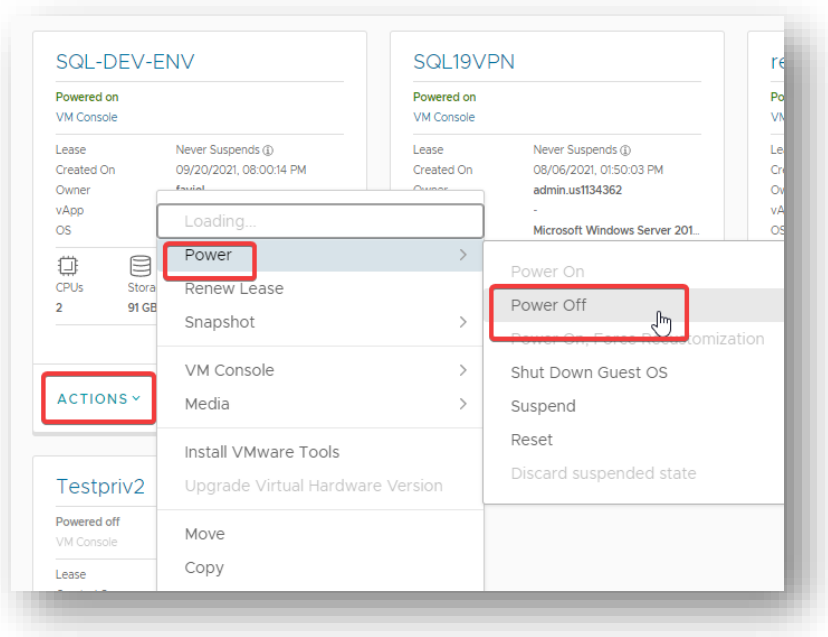 SQL-DEV-ENV
Powered on
VM Console
Lease Never Suspends
Created On 09/20/2021, 08:00:14 PM
Owner
vApp
OS
CPUs
2 91 GB
ACTIONS
SQL19VPN
Powered on
VM Console
Lease Never Suspends
Created On 08/06/2021, 01:50:03 PM
admin.us1134362
-
Microsoft Windows Server 201...
Loading...
Power
Renew Lease
Snapshot
VM Console
Media
Install VMware Tools
Upgrade Virtual Hardware Version
Move
Copy
Power On
Power Off
Power On, Force Recustomization
Shut Down Guest OS
Suspend
Reset
Discard suspended state
Testpriv2
Powered off
VM Console
Lease